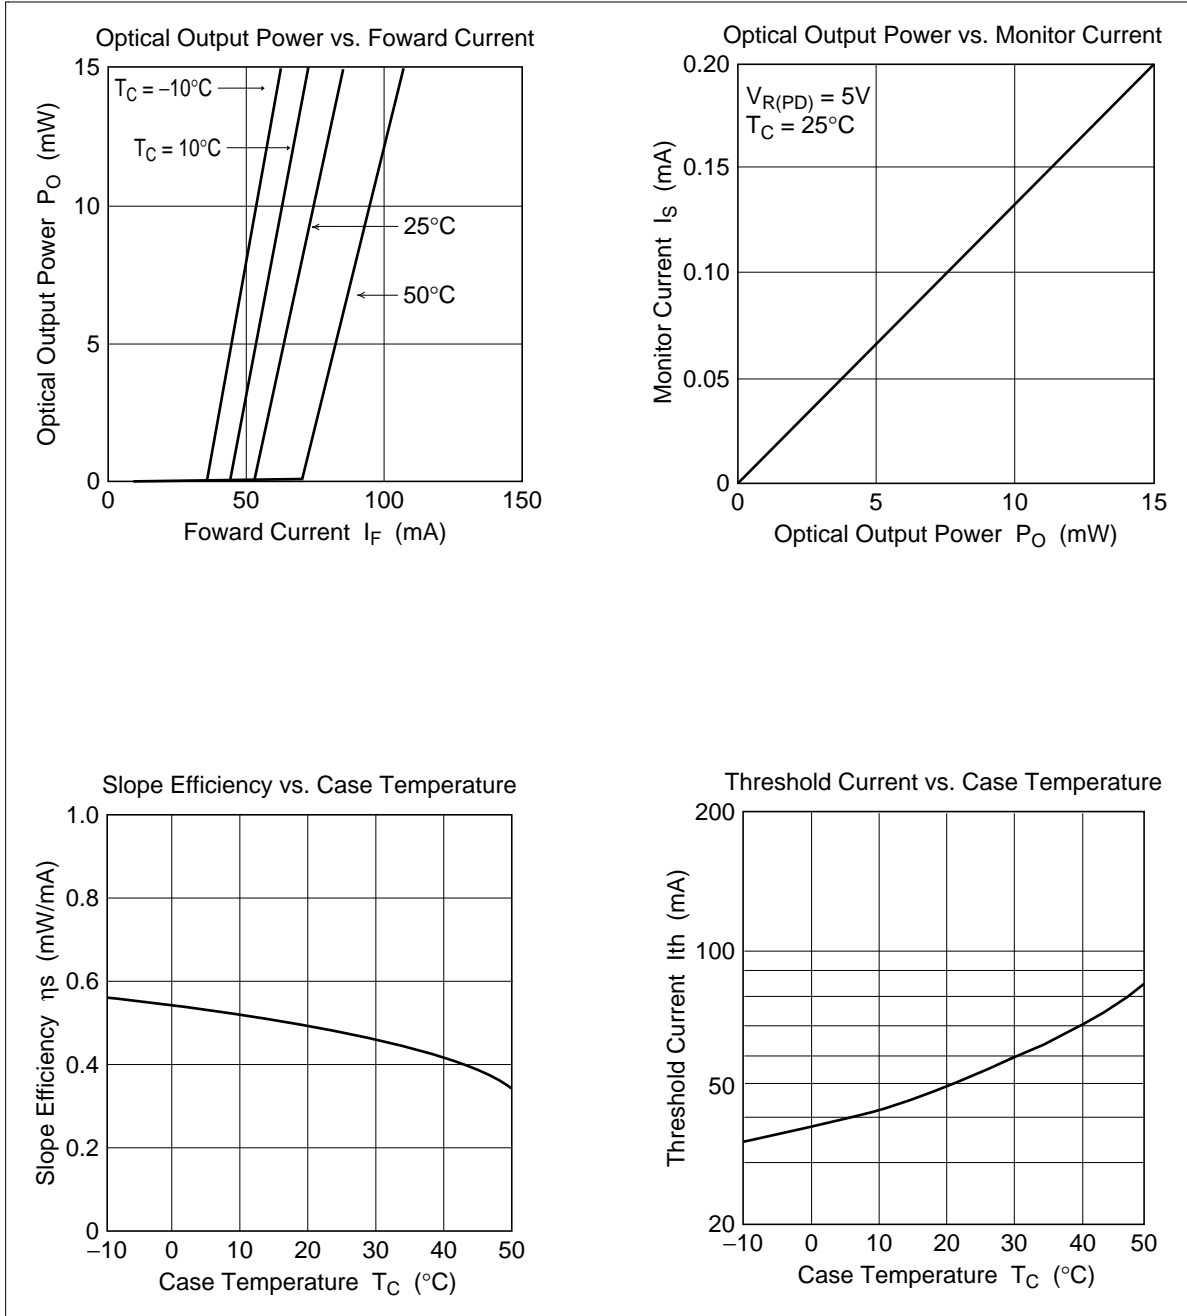 Optical Output Power vs. Foward Current
15
10
5
0
Optical Output Power P_O (mW)
T_C = –10°C
T_C = 10°C
25°C
50°C
0 50 100 150
Foward Current I_F (mA)
Optical Output Power vs. Monitor Current
0.20
0.15
0.10
0.05
0
Monitor Current I_S (mA)
V_R(PD) = 5V
T_C = 25°C
0 5 10 15
Optical Output Power P_O (mW)
Slope Efficiency vs. Case Temperature
1.0
0.8
0.6
0.4
0.2
0
Slope Efficiency ηs (mW/mA)
–10 0 10 20 30 40 50
Case Temperature T_C (°C)
Threshold Current vs. Case Temperature
200
100
50
20
Threshold Current Ith (mA)
–10 0 10 20 30 40 50
Case Temperature T_C (°C)